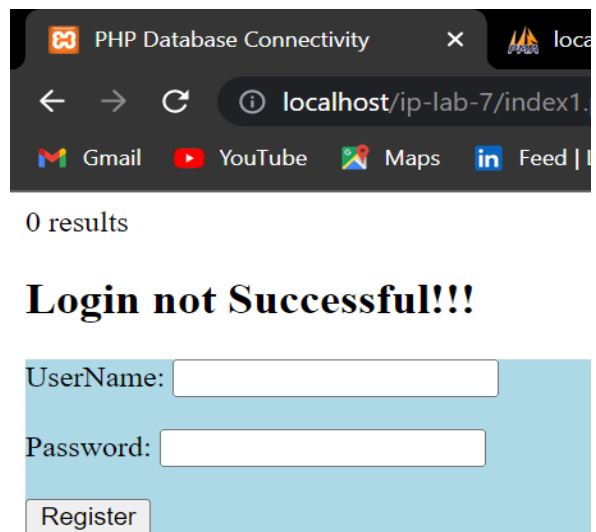 PHP Database Connectivity
localhost/ip-lab-7/index1.
Gmail YouTube Maps in Feed |
0 results
Login not Successful!!!
UserName:
Password:
Register